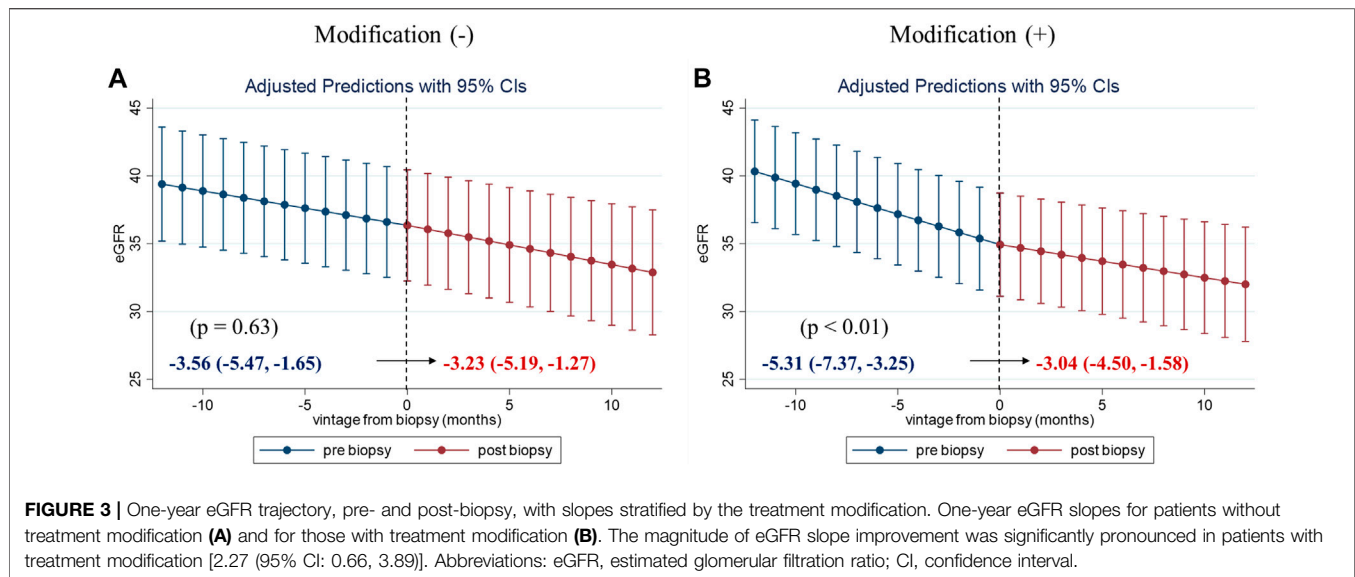 Modification (-)
Modification (+)
A
Adjusted Predictions with 95% CIs
45
40
35
30
25
eGFR
(p = 0.63)
-3.56 (-5.47, -1.65)
-3.23 (-5.19, -1.27)
-10
-5
0
5
10
vintage from biopsy (months)
pre biopsy
post biopsy
B
Adjusted Predictions with 95% CIs
45
40
35
30
25
eGFR
(p < 0.01)
-5.31 (-7.37, -3.25)
-3.04 (-4.50, -1.58)
-10
-5
0
5
10
vintage from biopsy (months)
pre biopsy
post biopsy
FIGURE 3 | One-year eGFR trajectory, pre- and post-biopsy, with slopes stratified by the treatment modification. One-year eGFR slopes for patients without
treatment modification (A) and for those with treatment modification (B). The magnitude of eGFR slope improvement was significantly pronounced in patients with
treatment modification [2.27 (95% CI: 0.66, 3.89)]. Abbreviations: eGFR, estimated glomerular filtration ratio; CI, confidence interval.